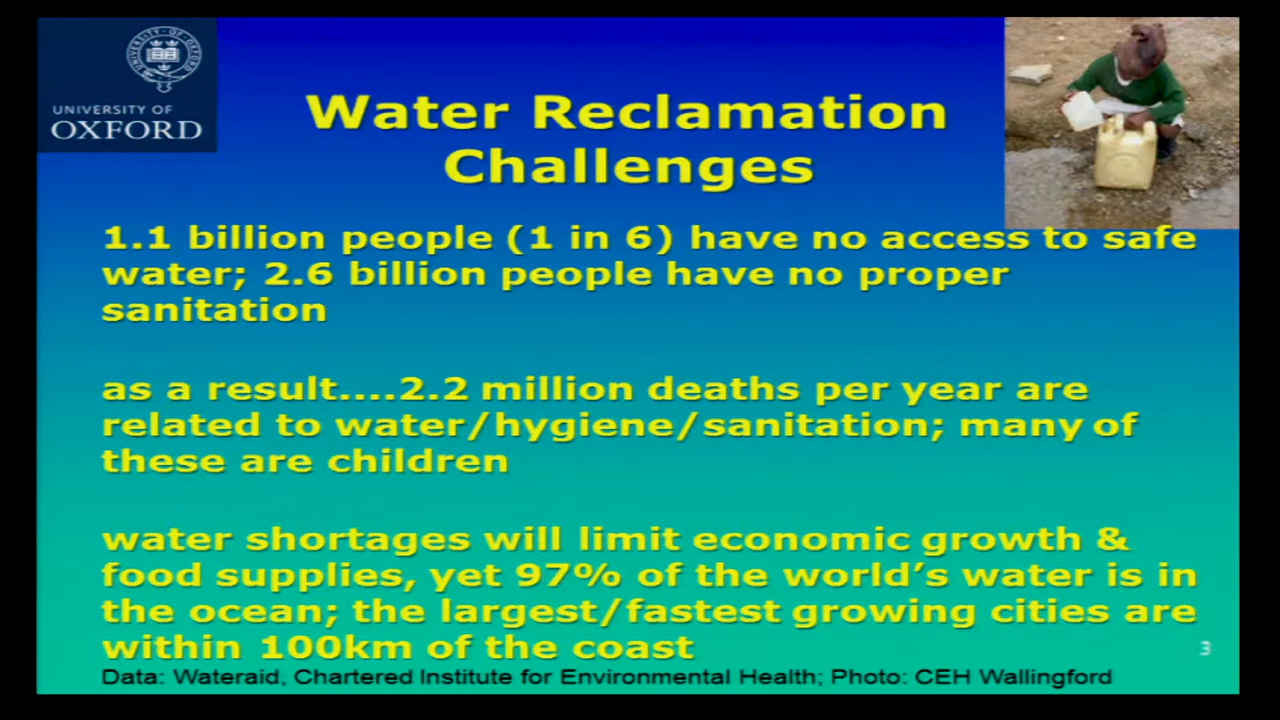 UNIVERSITY OF
OXFORD
Water Reclamation
Challenges
1.1 billion people (1 in 6) have no access to safe
water; 2.6 billion people have no proper
sanitation
as a result....2.2 million deaths per year are
related to water/hygiene/sanitation; many of
these are children
water shortages will limit economic growth &
food supplies, yet 97% of the world’s water is in
the ocean; the largest/fastest growing cities are
within 100km of the coast
3
Data: Wateraid, Chartered Institute for Environmental Health; Photo: CEH Wallingford